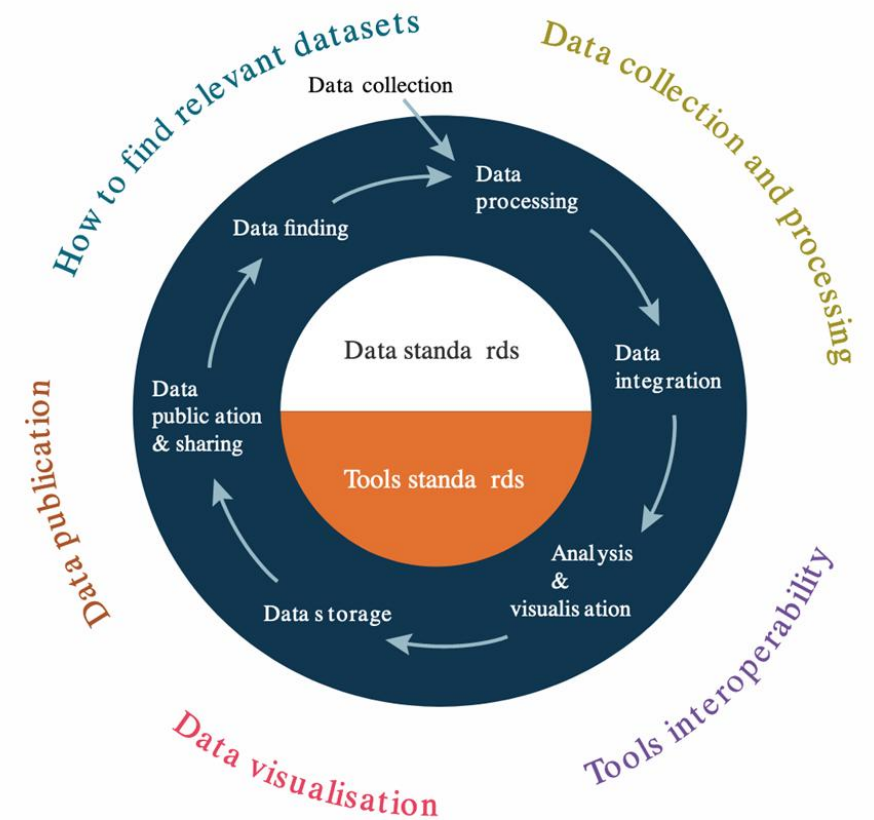 How to find relevant datasets
Data collection and processing
Data collection
Data
processing
Data finding
Data standa rds
Data
integration
Data
public ation
& sharing
Tools standa rds
Analysis
&
visualis ation
Data s torage
Data publication
Tools interoperability
Data visualisation